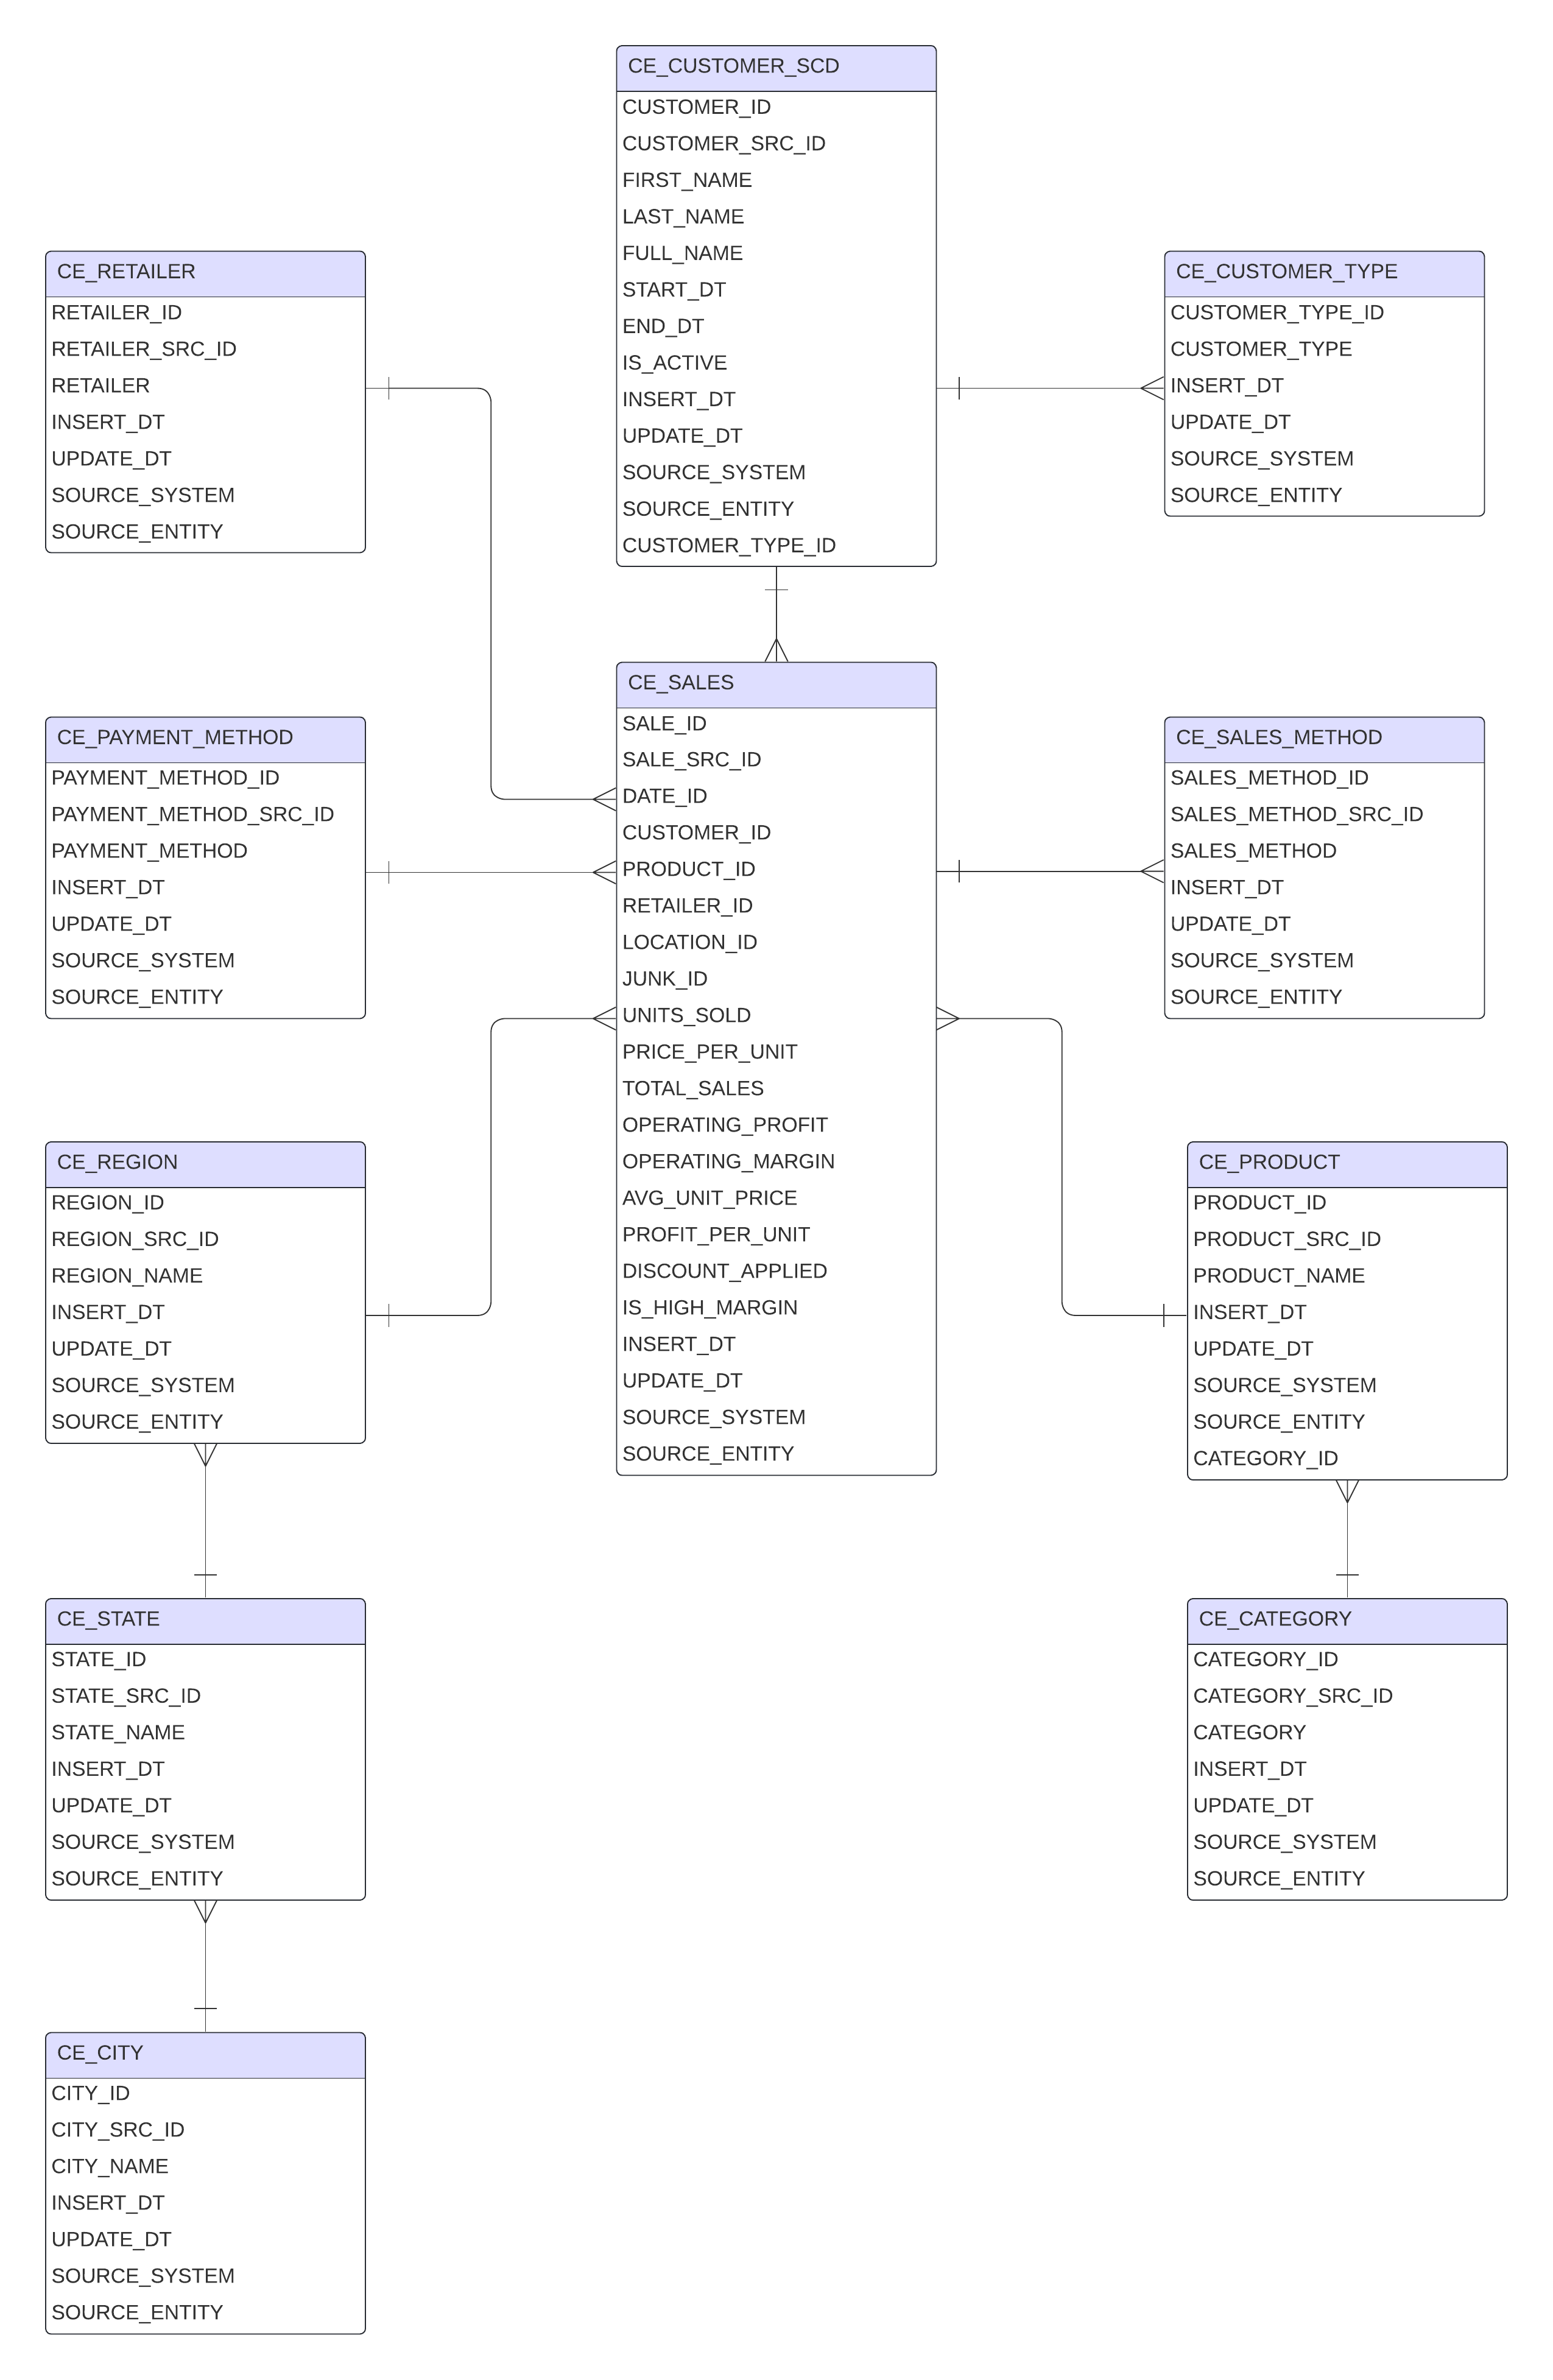 CE_CUSTOMER_SCD
CUSTOMER_ID
CUSTOMER_SRC_ID
FIRST_NAME
LAST_NAME
FULL_NAME
START_DT
END_DT
IS_ACTIVE
INSERT_DT
UPDATE_DT
SOURCE_SYSTEM
SOURCE_ENTITY
CUSTOMER_TYPE_ID
CE_RETAILER
RETAILER_ID
RETAILER_SRC_ID
RETAILER
INSERT_DT
UPDATE_DT
SOURCE_SYSTEM
SOURCE_ENTITY
CE_CUSTOMER_TYPE
CUSTOMER_TYPE_ID
CUSTOMER_TYPE
INSERT_DT
UPDATE_DT
SOURCE_SYSTEM
SOURCE_ENTITY
CE_SALES
SALE_ID
SALE_SRC_ID
DATE_ID
CUSTOMER_ID
PRODUCT_ID
RETAILER_ID
LOCATION_ID
JUNK_ID
UNITS_SOLD
PRICE_PER_UNIT
TOTAL_SALES
OPERATING_PROFIT
OPERATING_MARGIN
AVG_UNIT_PRICE
PROFIT_PER_UNIT
DISCOUNT_APPLIED
IS_HIGH_MARGIN
INSERT_DT
UPDATE_DT
SOURCE_SYSTEM
SOURCE_ENTITY
CE_PAYMENT_METHOD
PAYMENT_METHOD_ID
PAYMENT_METHOD_SRC_ID
PAYMENT_METHOD
INSERT_DT
UPDATE_DT
SOURCE_SYSTEM
SOURCE_ENTITY
CE_SALES_METHOD
SALES_METHOD_ID
SALES_METHOD_SRC_ID
SALES_METHOD
INSERT_DT
UPDATE_DT
SOURCE_SYSTEM
SOURCE_ENTITY
CE_REGION
REGION_ID
REGION_SRC_ID
REGION_NAME
INSERT_DT
UPDATE_DT
SOURCE_SYSTEM
SOURCE_ENTITY
CE_PRODUCT
PRODUCT_ID
PRODUCT_SRC_ID
PRODUCT_NAME
INSERT_DT
UPDATE_DT
SOURCE_SYSTEM
SOURCE_ENTITY
CATEGORY_ID
CE_STATE
STATE_ID
STATE_SRC_ID
STATE_NAME
INSERT_DT
UPDATE_DT
SOURCE_SYSTEM
SOURCE_ENTITY
CE_CATEGORY
CATEGORY_ID
CATEGORY_SRC_ID
CATEGORY
INSERT_DT
UPDATE_DT
SOURCE_SYSTEM
SOURCE_ENTITY
CE_CITY
CITY_ID
CITY_SRC_ID
CITY_NAME
INSERT_DT
UPDATE_DT
SOURCE_SYSTEM
SOURCE_ENTITY